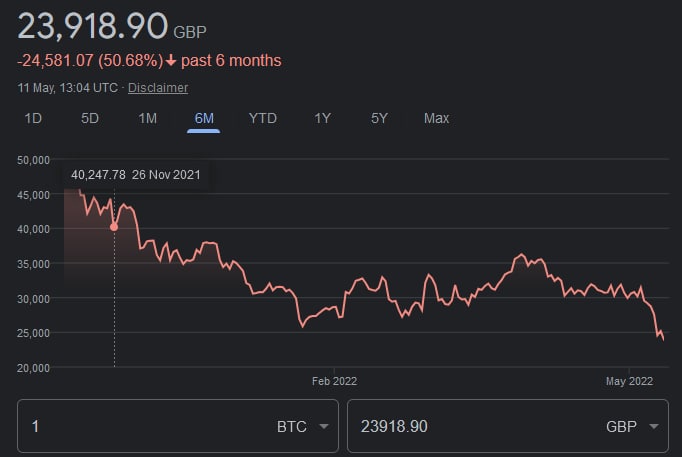 23,918.90 GBP
-24,581.07 (50.68%)↓ past 6 months
11 May, 13:04 UTC · Disclaimer
1D 5D 1M 6M YTD 1Y 5Y Max
50,000
40,247.78 26 Nov 2021
45,000
40,000
35,000
30,000
25,000
20,000
Feb 2022 May 2022
1 BTC 23918.90 GBP